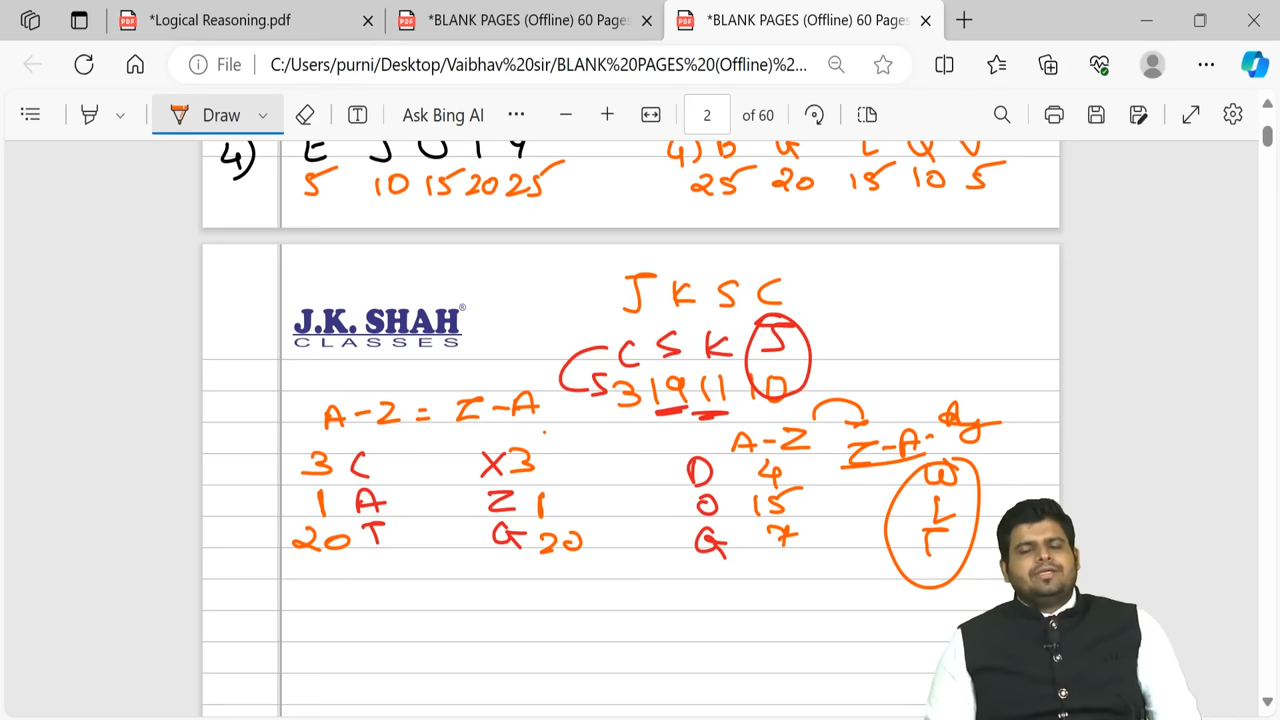 *Logical Reasoning.pdf
*BLANK PAGES (Offline) 60 Pages
*BLANK PAGES (Offline) 60 Pages
File
C:/Users/purni/Desktop/Vaibhav%20sir/BLANK%20PAGES%20(Offline)%2...
Draw
Ask Bing AI
2 of 60
4) E J O T Y
4) B G L Q V
5 10 15 20 25
25 20 15 10 5
J K S C
J.K. SHAH®
CLASSES
C S K J
3 19 11 10
A - Z = Z - A
A - Z Z - A
3 C X 3 D 4 W
1 A Z 1 O 15 L
20 T G 20 G 7 T